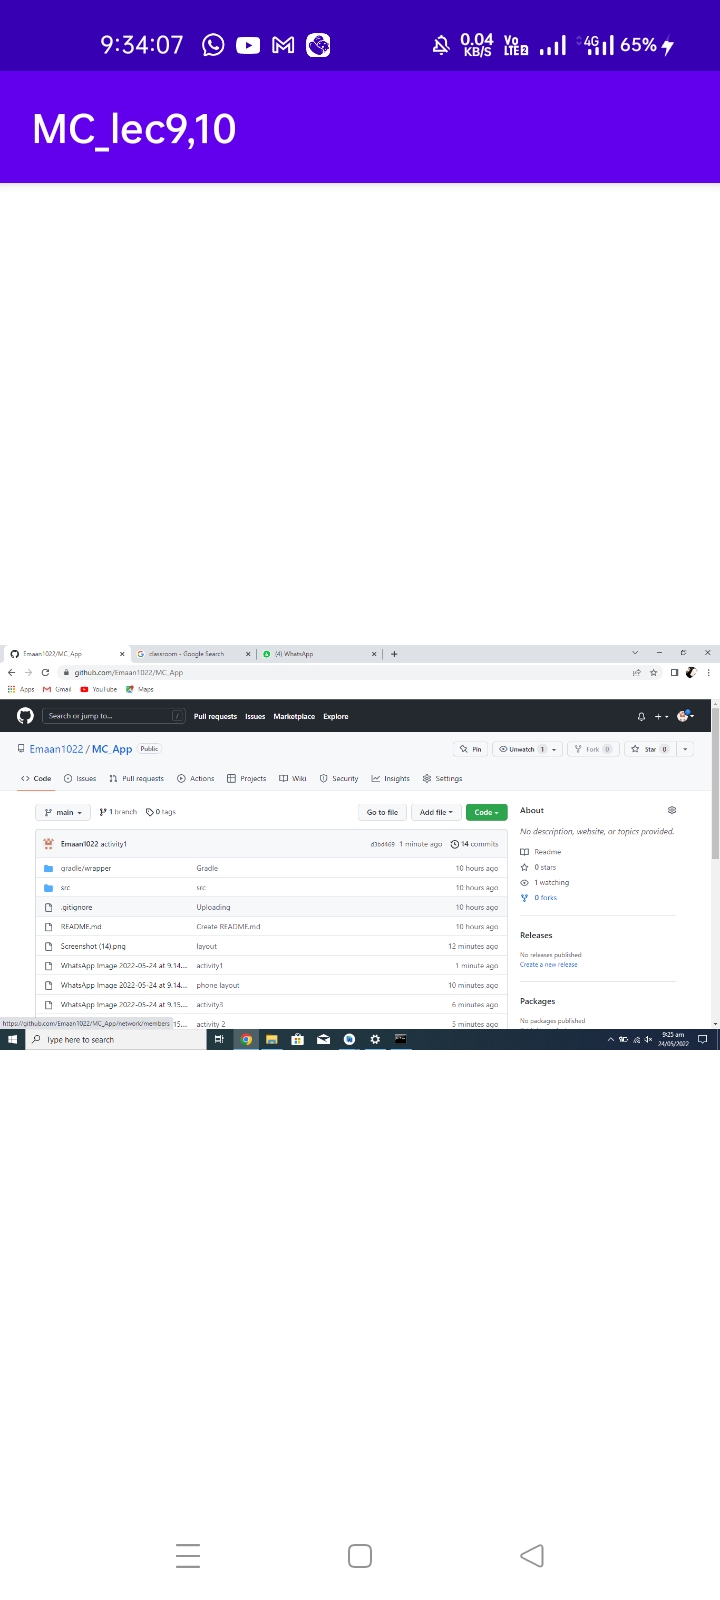 9:34:07 0.04 KB/S Vo LTE2 4G 65%
MC_lec9,10
Emaan1022/MC_App classroom - Google Search (4) WhatsApp
github.com/Emaan1022/MC_App
Apps Gmail YouTube Maps
Search or jump to... / Pull requests Issues Marketplace Explore
Emaan1022 / MC_App Public Pin Unwatch 1 Fork 0 Star 0
Code Issues Pull requests Actions Projects Wiki Security Insights Settings
main 1 branch 0 tags Go to file Add file Code
About
No description, website, or topics provided.
Emaan1022 activity1 d3bd469 1 minute ago 14 commits
Readme
gradle/wrapper Gradle 10 hours ago
0 stars
src src 10 hours ago
1 watching
.gitignore Uploading 10 hours ago
0 forks
README.md Create README.md 10 hours ago
Releases
Screenshot (14).png layout 12 minutes ago
No releases published
WhatsApp Image 2022-05-24 at 9.14.... activity1 1 minute ago
Create a new release
WhatsApp Image 2022-05-24 at 9.14.... phone layout 10 minutes ago
Packages
WhatsApp Image 2022-05-24 at 9.15.... activity3 6 minutes ago
No packages published
https://github.com/Emaan1022/MC_App/network/members 15.... activity 2 5 minutes ago
Type here to search 9:25 am
24/05/2022